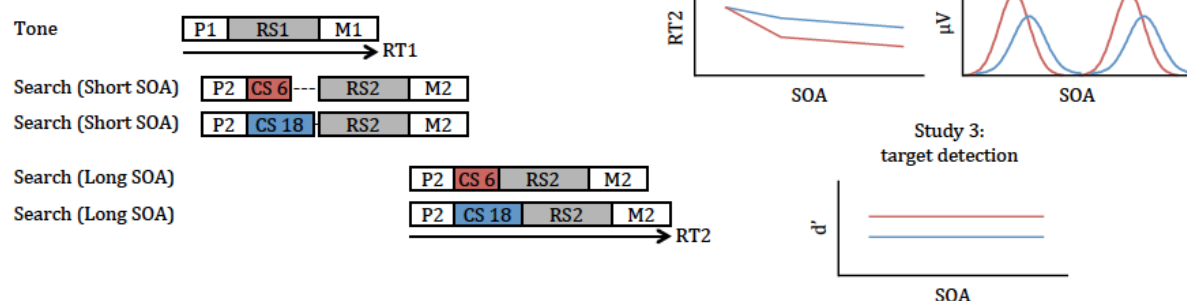 Tone P1 RS1 M1
RT1
Search (Short SOA) P2 CS 6 --- RS2 M2
Search (Short SOA) P2 CS 18 RS2 M2
Search (Long SOA) P2 CS 6 RS2 M2
Search (Long SOA) P2 CS 18 RS2 M2
RT2
RT2
SOA
μV
SOA
Study 3:
target detection
d'
SOA